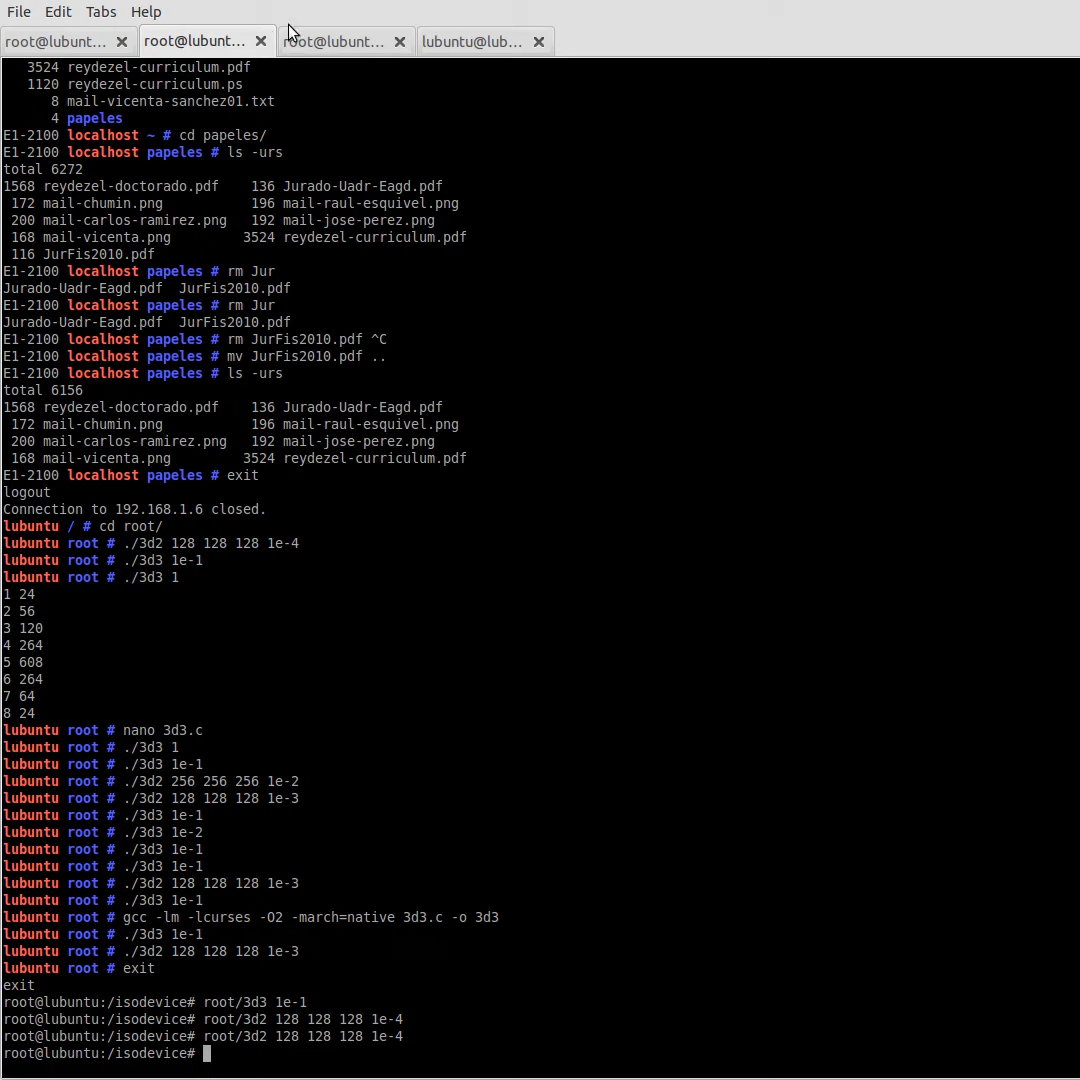 File Edit Tabs Help
root@lubunt... root@lubunt... root@lubunt... lubuntu@lub...
3524 reydezel-curriculum.pdf
1120 reydezel-curriculum.ps
8 mail-vicenta-sanchez01.txt
4 papeles
E1-2100 localhost ~ # cd papeles/
E1-2100 localhost papeles # ls -urs
total 6272
1568 reydezel-doctorado.pdf 136 Jurado-Uadr-Eagd.pdf
172 mail-chumin.png 196 mail-raul-esquivel.png
200 mail-carlos-ramirez.png 192 mail-jose-perez.png
168 mail-vicenta.png 3524 reydezel-curriculum.pdf
116 JurFis2010.pdf
E1-2100 localhost papeles # rm Jur
Jurado-Uadr-Eagd.pdf JurFis2010.pdf
E1-2100 localhost papeles # rm Jur
Jurado-Uadr-Eagd.pdf JurFis2010.pdf
E1-2100 localhost papeles # rm JurFis2010.pdf ^C
E1-2100 localhost papeles # mv JurFis2010.pdf ..
E1-2100 localhost papeles # ls -urs
total 6156
1568 reydezel-doctorado.pdf 136 Jurado-Uadr-Eagd.pdf
172 mail-chumin.png 196 mail-raul-esquivel.png
200 mail-carlos-ramirez.png 192 mail-jose-perez.png
168 mail-vicenta.png 3524 reydezel-curriculum.pdf
E1-2100 localhost papeles # exit
logout
Connection to 192.168.1.6 closed.
lubuntu / # cd root/
lubuntu root # ./3d2 128 128 128 1e-4
lubuntu root # ./3d3 1e-1
lubuntu root # ./3d3 1
1 24
2 56
3 120
4 264
5 608
6 264
7 64
8 24
lubuntu root # nano 3d3.c
lubuntu root # ./3d3 1
lubuntu root # ./3d3 1e-1
lubuntu root # ./3d2 256 256 256 1e-2
lubuntu root # ./3d2 128 128 128 1e-3
lubuntu root # ./3d3 1e-1
lubuntu root # ./3d3 1e-2
lubuntu root # ./3d3 1e-1
lubuntu root # ./3d3 1e-1
lubuntu root # ./3d2 128 128 128 1e-3
lubuntu root # ./3d3 1e-1
lubuntu root # gcc -lm -lcurses -O2 -march=native 3d3.c -o 3d3
lubuntu root # ./3d3 1e-1
lubuntu root # ./3d2 128 128 128 1e-3
lubuntu root # exit
exit
root@lubuntu:/isodevice# root/3d3 1e-1
root@lubuntu:/isodevice# root/3d2 128 128 128 1e-4
root@lubuntu:/isodevice# root/3d2 128 128 128 1e-4
root@lubuntu:/isodevice#